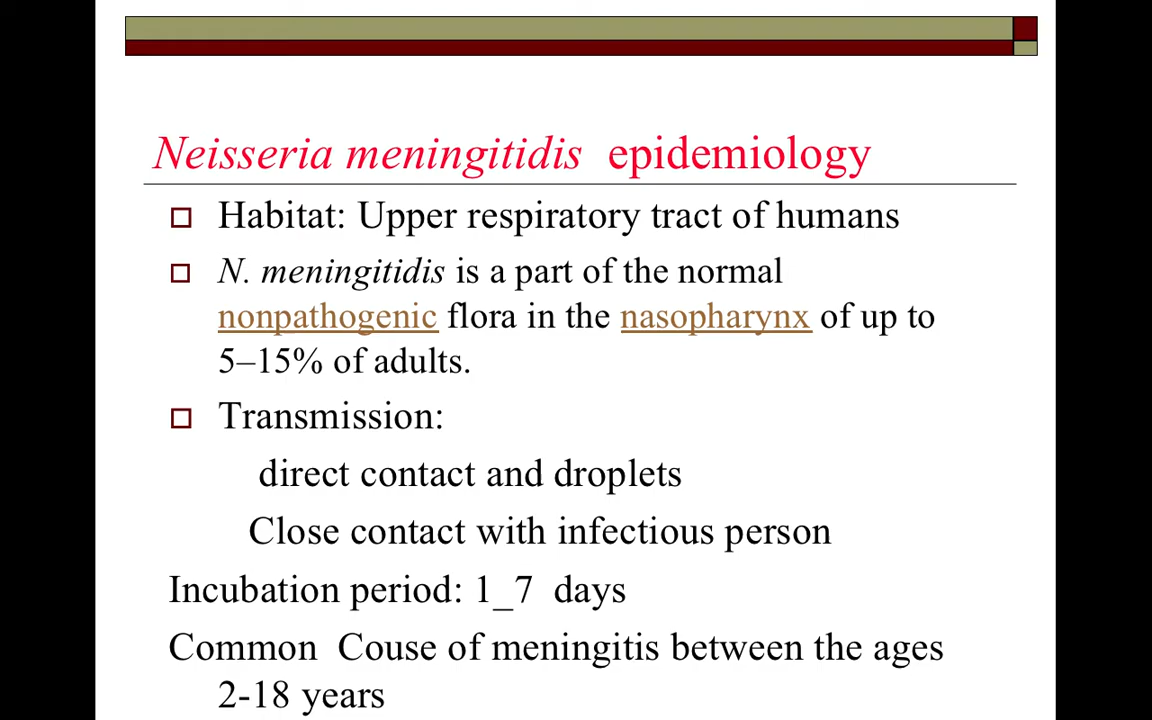 Neisseria meningitidis epidemiology
Habitat: Upper respiratory tract of humans
N. meningitidis is a part of the normal
nonpathogenic flora in the nasopharynx of up to
5–15% of adults.
Transmission:
direct contact and droplets
Close contact with infectious person
Incubation period: 1_7 days
Common Couse of meningitis between the ages
2-18 years